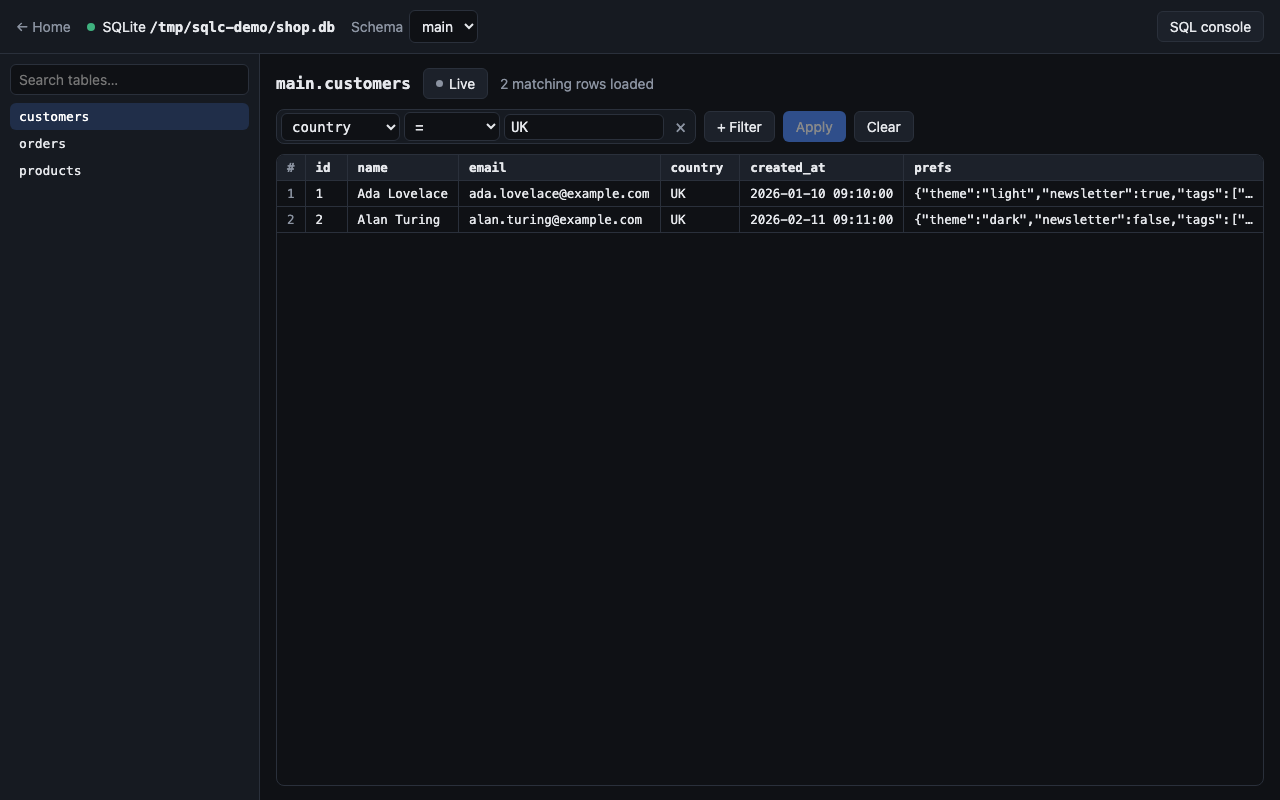 ← Home SQLite /tmp/sqlc-demo/shop.db Schema main SQL console
Search tables...
customers
orders
products
main.customers Live 2 matching rows loaded
country = UK × + Filter Apply Clear
# id name email country created_at prefs
1 1 Ada Lovelace ada.lovelace@example.com UK 2026-01-10 09:10:00 {"theme":"light","newsletter":true,"tags":["…
2 2 Alan Turing alan.turing@example.com UK 2026-02-11 09:11:00 {"theme":"dark","newsletter":false,"tags":["…